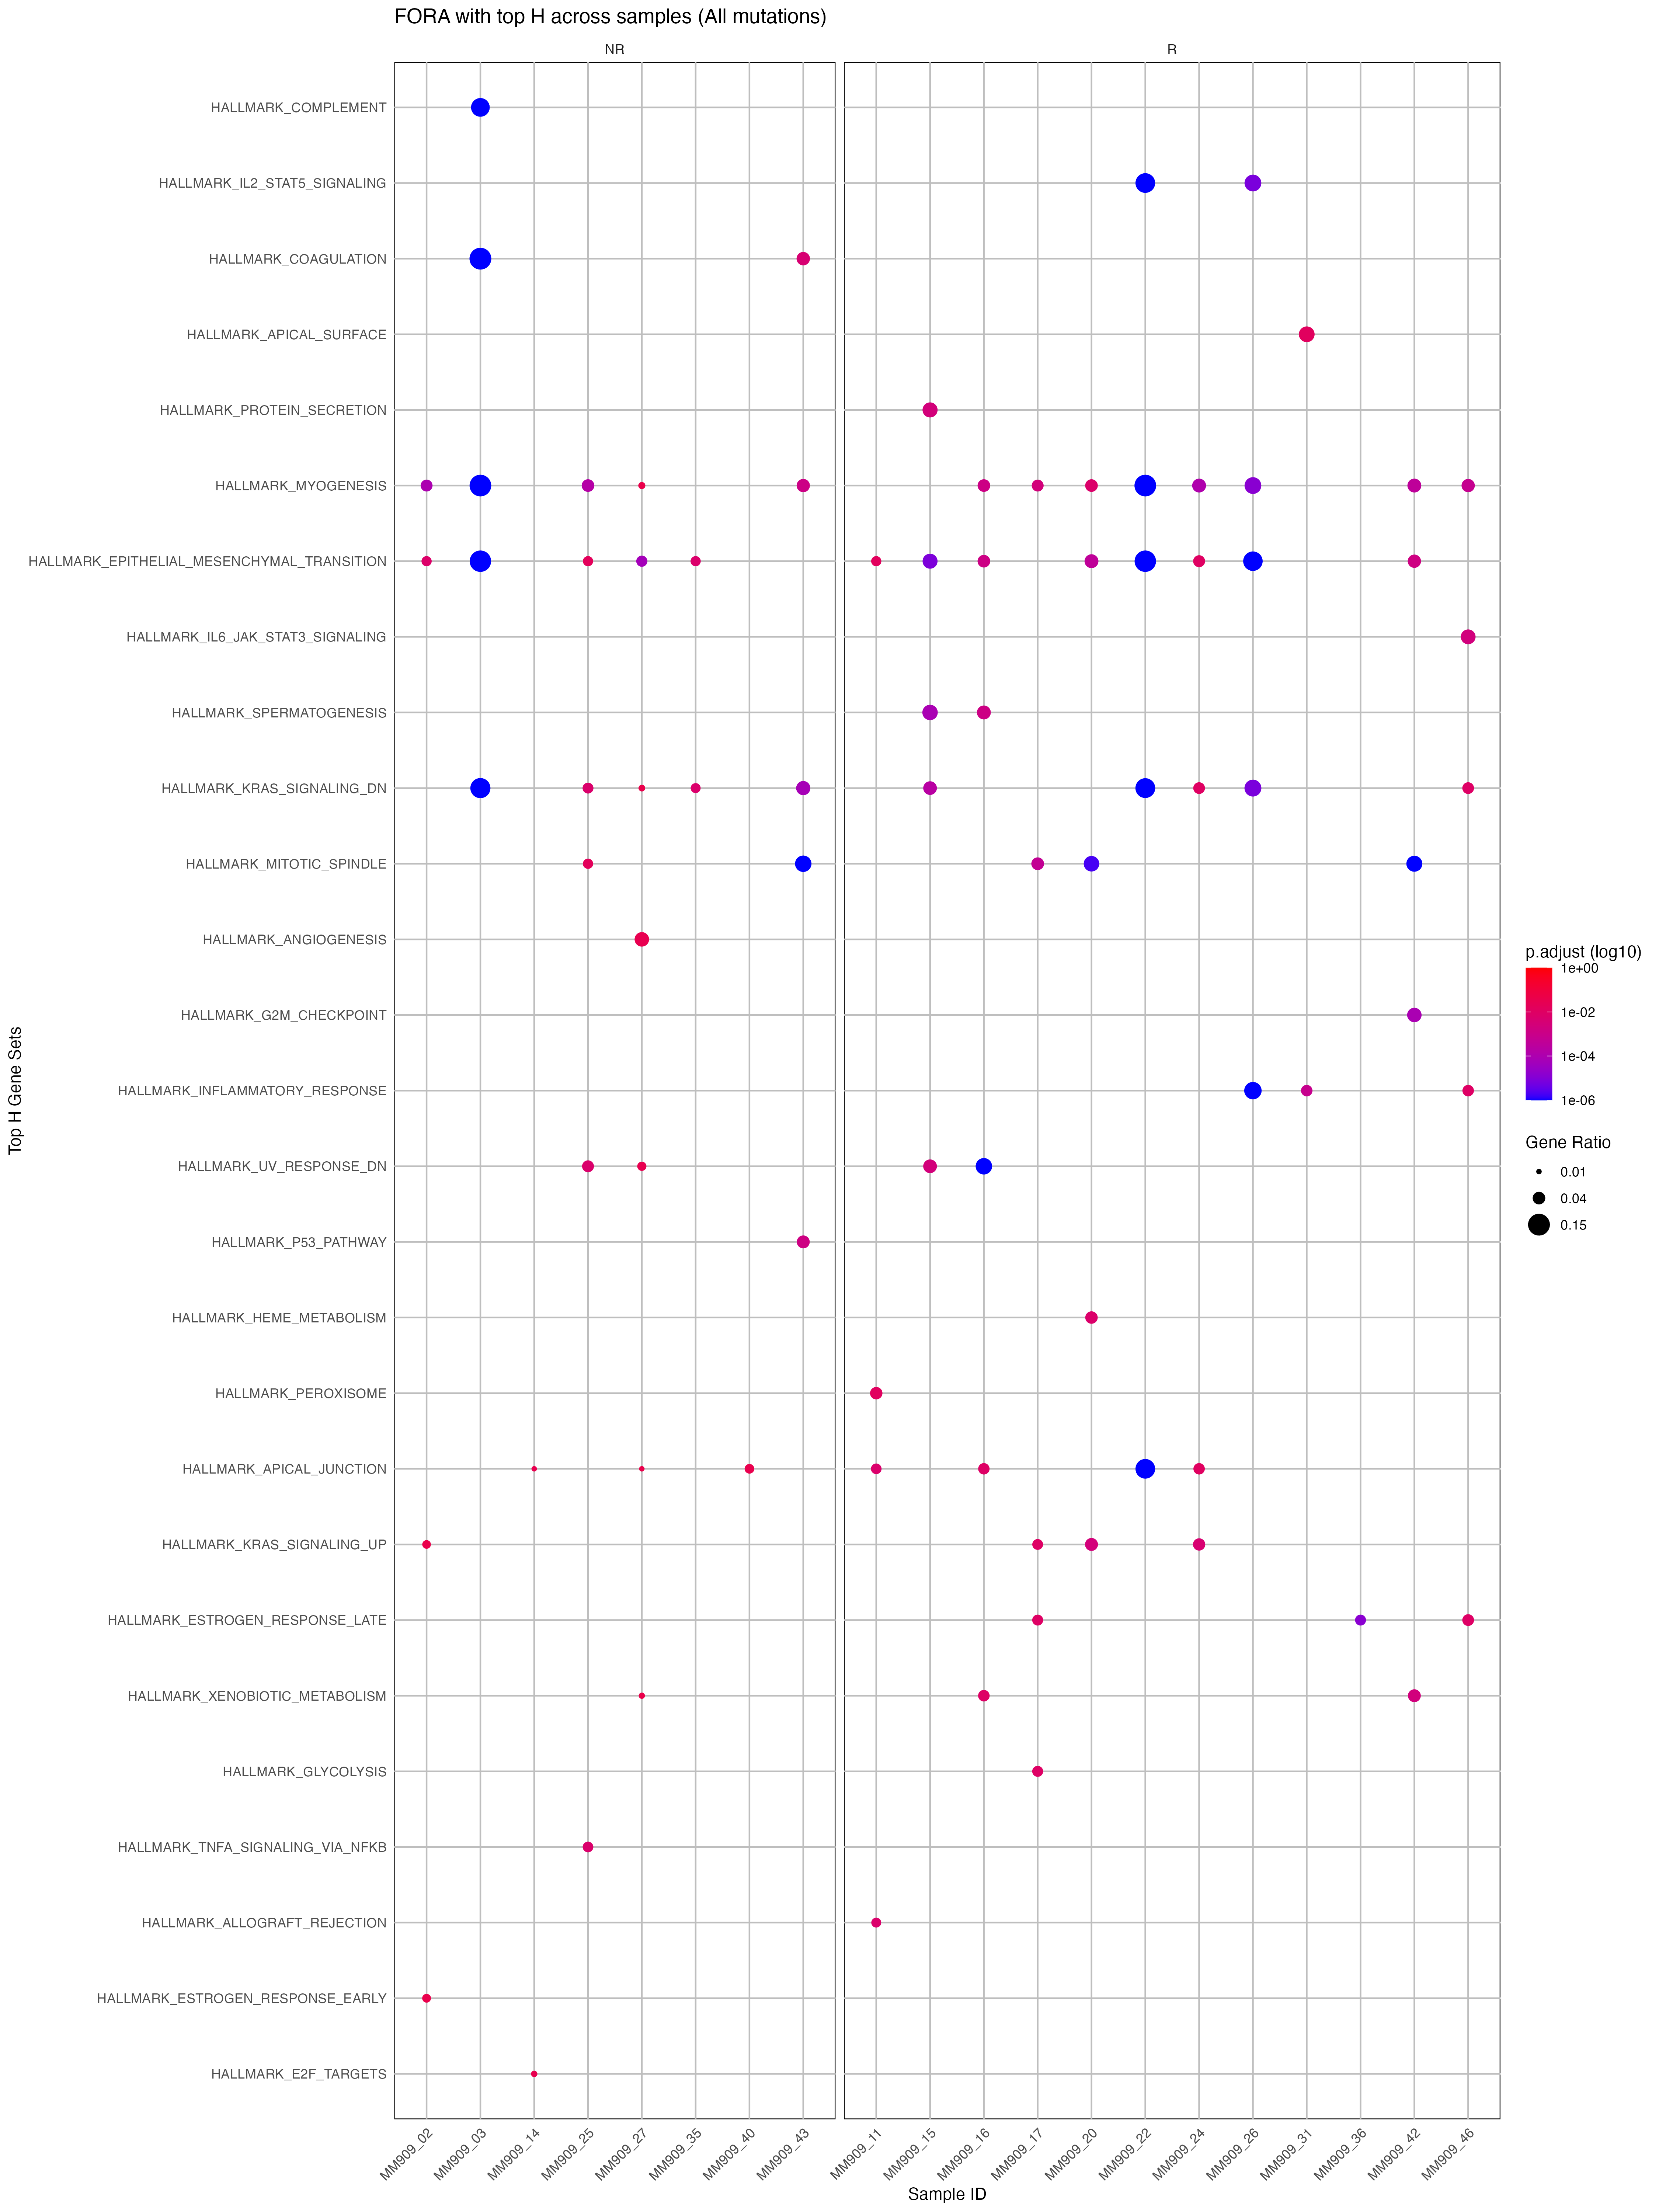 FORA with top H across samples (All mutations)
NR
R
HALLMARK_COMPLEMENT
HALLMARK_IL2_STAT5_SIGNALING
HALLMARK_COAGULATION
HALLMARK_APICAL_SURFACE
HALLMARK_PROTEIN_SECRETION
HALLMARK_MYOGENESIS
HALLMARK_EPITHELIAL_MESENCHYMAL_TRANSITION
HALLMARK_IL6_JAK_STAT3_SIGNALING
HALLMARK_SPERMATOGENESIS
HALLMARK_KRAS_SIGNALING_DN
HALLMARK_MITOTIC_SPINDLE
HALLMARK_ANGIOGENESIS
HALLMARK_G2M_CHECKPOINT
HALLMARK_INFLAMMATORY_RESPONSE
HALLMARK_UV_RESPONSE_DN
HALLMARK_P53_PATHWAY
HALLMARK_HEME_METABOLISM
HALLMARK_PEROXISOME
HALLMARK_APICAL_JUNCTION
HALLMARK_KRAS_SIGNALING_UP
HALLMARK_ESTROGEN_RESPONSE_LATE
HALLMARK_XENOBIOTIC_METABOLISM
HALLMARK_GLYCOLYSIS
HALLMARK_TNFA_SIGNALING_VIA_NFKB
HALLMARK_ALLOGRAFT_REJECTION
HALLMARK_ESTROGEN_RESPONSE_EARLY
HALLMARK_E2F_TARGETS
Top H Gene Sets
MM909_02
MM909_03
MM909_14
MM909_25
MM909_27
MM909_35
MM909_40
MM909_43
MM909_11
MM909_15
MM909_16
MM909_17
MM909_20
MM909_22
MM909_24
MM909_26
MM909_31
MM909_36
MM909_42
MM909_46
Sample ID
p.adjust (log10)
1e+00
1e-02
1e-04
1e-06
Gene Ratio
0.01
0.04
0.15